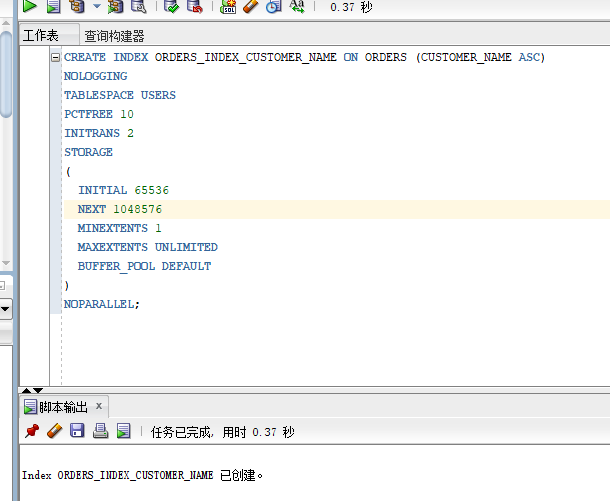 0.37 秒
工作表 查询构建器
CREATE INDEX ORDERS_INDEX_CUSTOMER_NAME ON ORDERS (CUSTOMER_NAME ASC)
NOLOGGING
TABLESPACE USERS
PCTFREE 10
INITRANS 2
STORAGE
(
INITIAL 65536
NEXT 1048576
MINEXTENTS 1
MAXEXTENTS UNLIMITED
BUFFER_POOL DEFAULT
)
NOPARALLEL;
脚本输出 x
任务已完成, 用时 0.37 秒
Index ORDERS_INDEX_CUSTOMER_NAME 已创建。